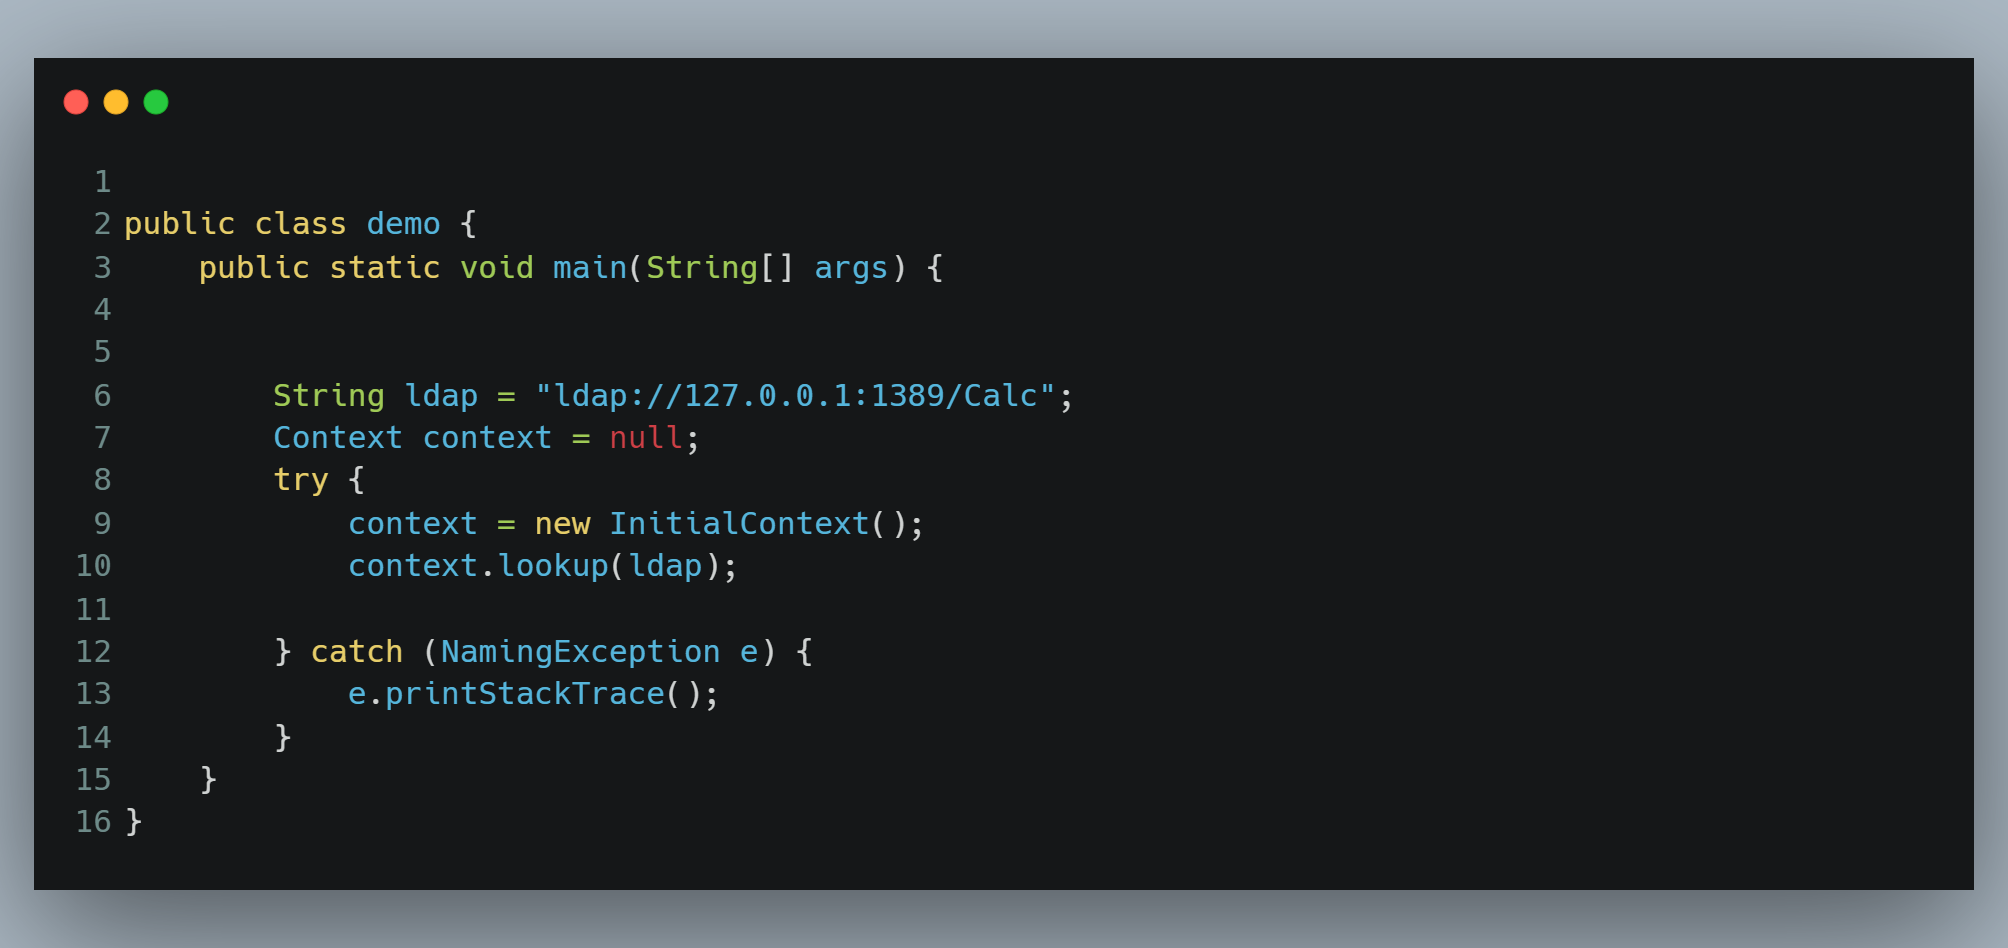 1
2 public class demo {
3     public static void main(String[] args) {
4
5
6         String ldap = "ldap://127.0.0.1:1389/Calc";
7         Context context = null;
8         try {
9             context = new InitialContext();
10             context.lookup(ldap);
11
12         } catch (NamingException e) {
13             e.printStackTrace();
14         }
15     }
16 }